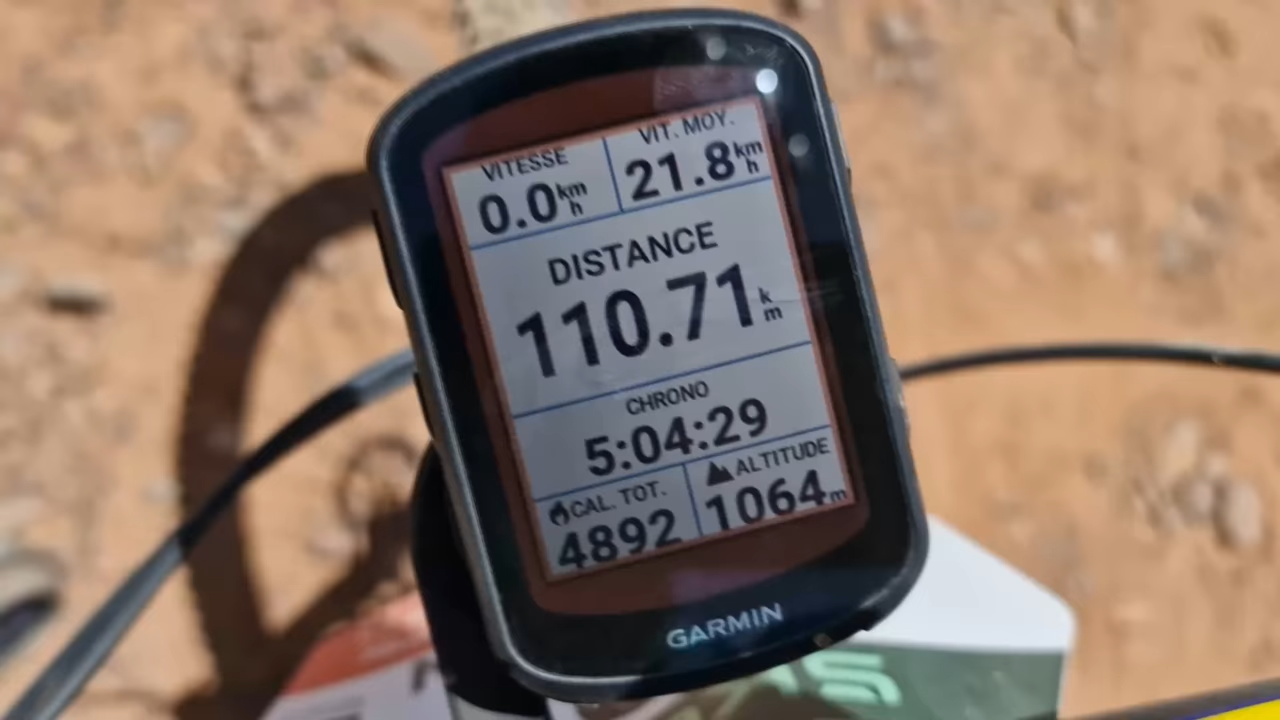 VITESSE
0.0 km/h
VIT. MOY.
21.8 km/h
DISTANCE
110.71 km
CHRONO
5:04:29
CAL. TOT.
4892
ALTITUDE
1064 m
GARMIN
AS